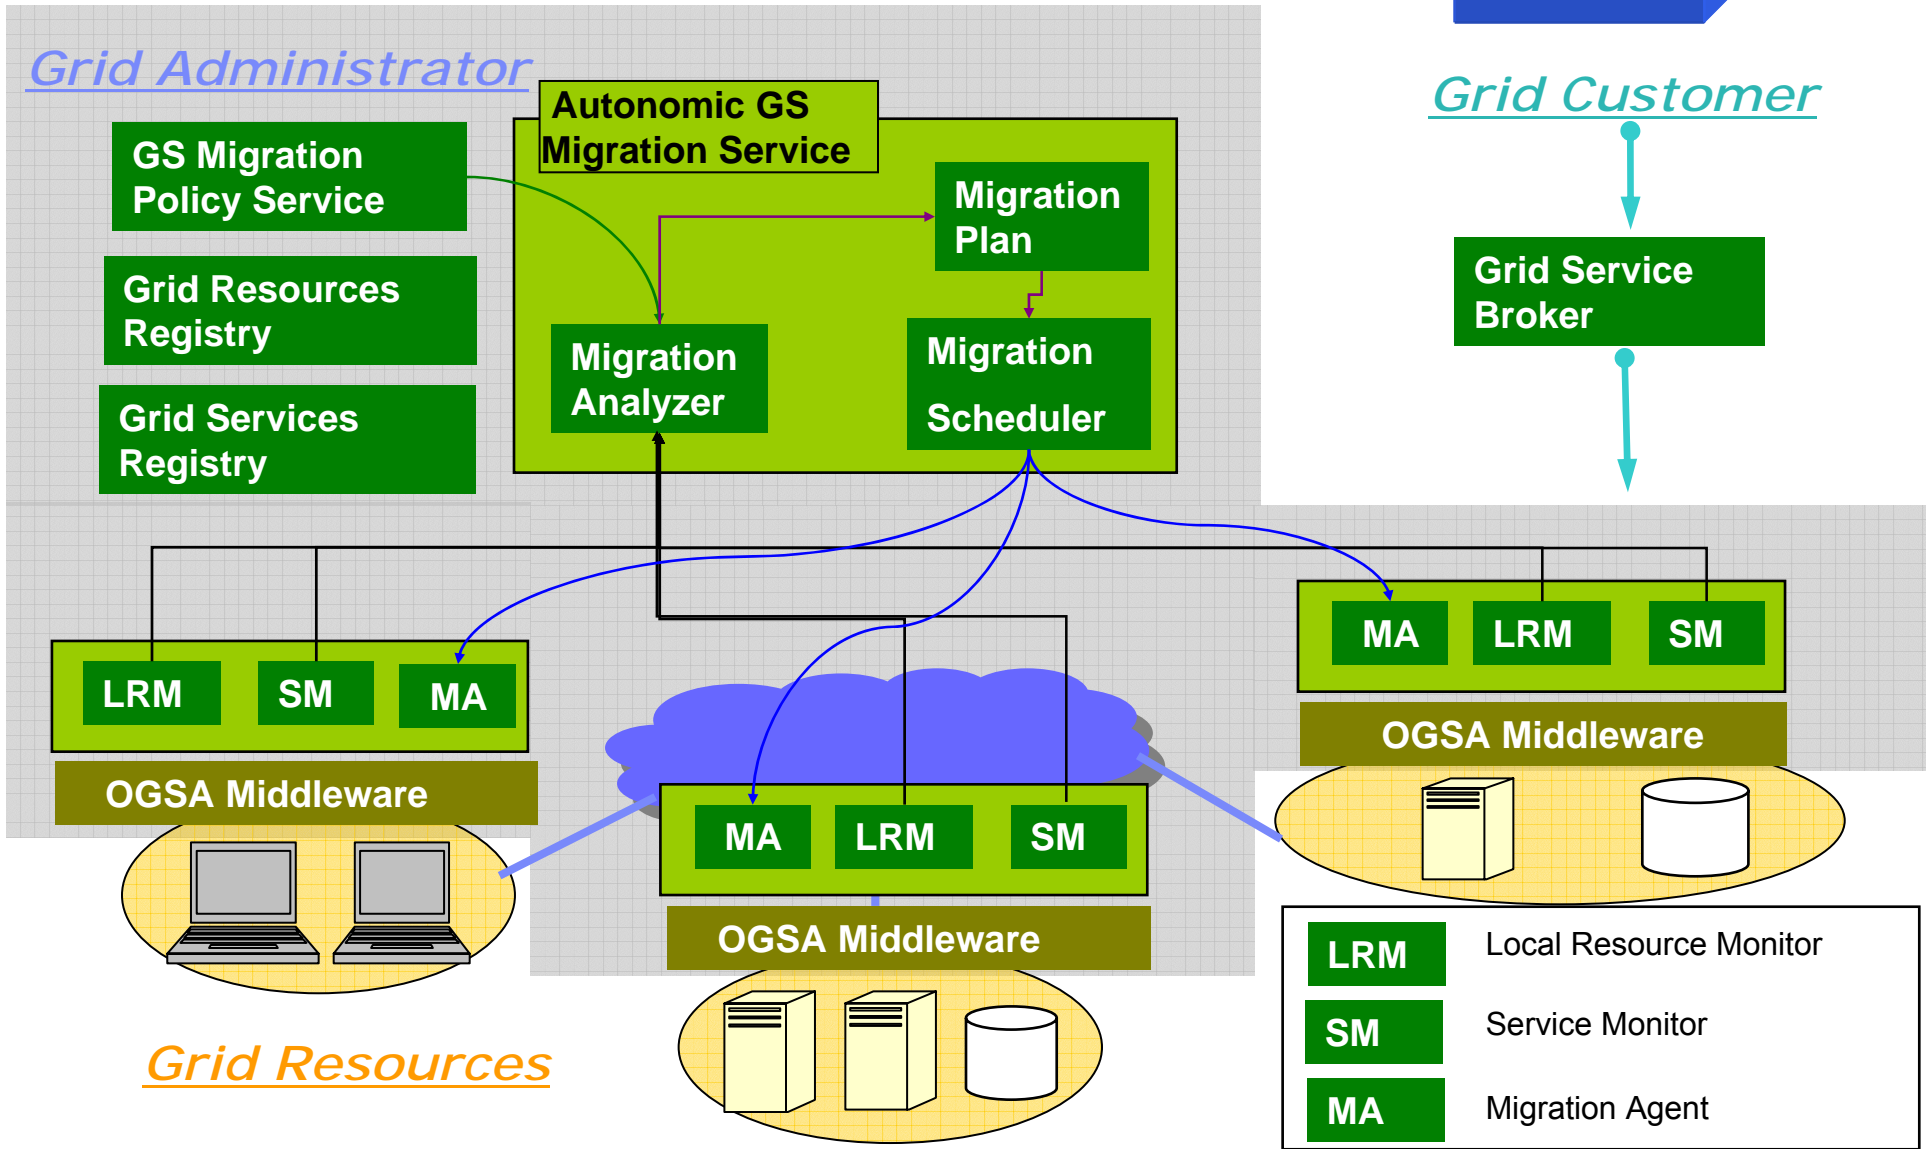 Grid Administrator
Autonomic GS
Migration Service
GS Migration
Policy Service
Grid Resources
Registry
Grid Services
Registry
Migration
Plan
Migration
Analyzer
Migration
Scheduler
Grid Customer
Grid Service
Broker
LRM
SM
MA
OGSA Middleware
MA
LRM
SM
OGSA Middleware
MA
LRM
SM
OGSA Middleware
Grid Resources
LRM
Local Resource Monitor
SM
Service Monitor
MA
Migration Agent